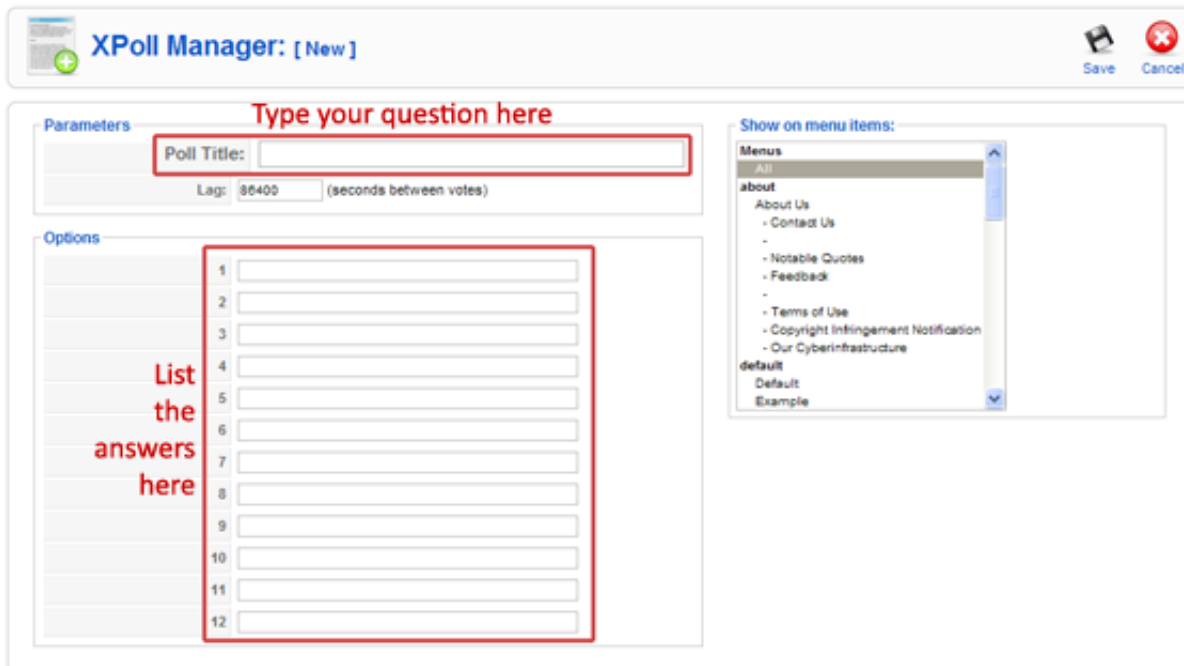 XPoll Manager: [ New ]
Save
Cancel
Type your question here
Parameters
Poll Title:
Lag: 86400 (seconds between votes)
Options
1
2
3
4
5
6
7
8
9
10
11
12
List
the
answers
here
Show on menu items:
Menus
All
about
About Us
- Contact Us
-
- Notable Quotes
- Feedback
-
- Terms of Use
- Copyright Infringement Notification
- Our Cyberinfrastructure
default
Default
Example